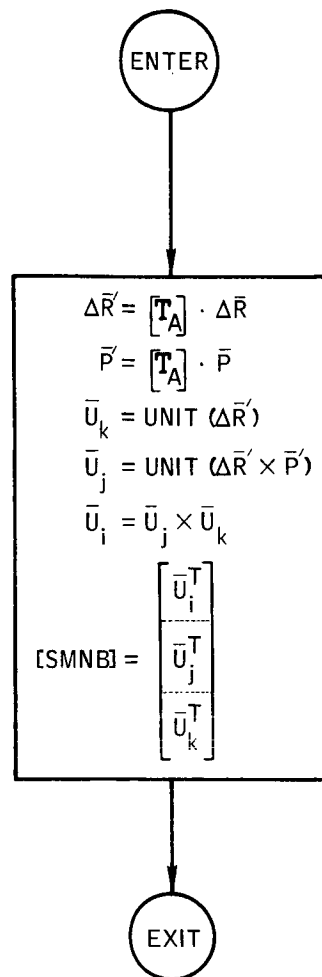 ENTER
ΔR̄′ = [T_A] · ΔR̄
P̄′ = [T_A] · P̄
Ū_k = UNIT (ΔR̄′)
Ū_j = UNIT (ΔR̄′ × P̄′)
Ū_i = Ū_j × Ū_k
Ū_i^T
[SMNB] = Ū_j^T
Ū_k^T
EXIT